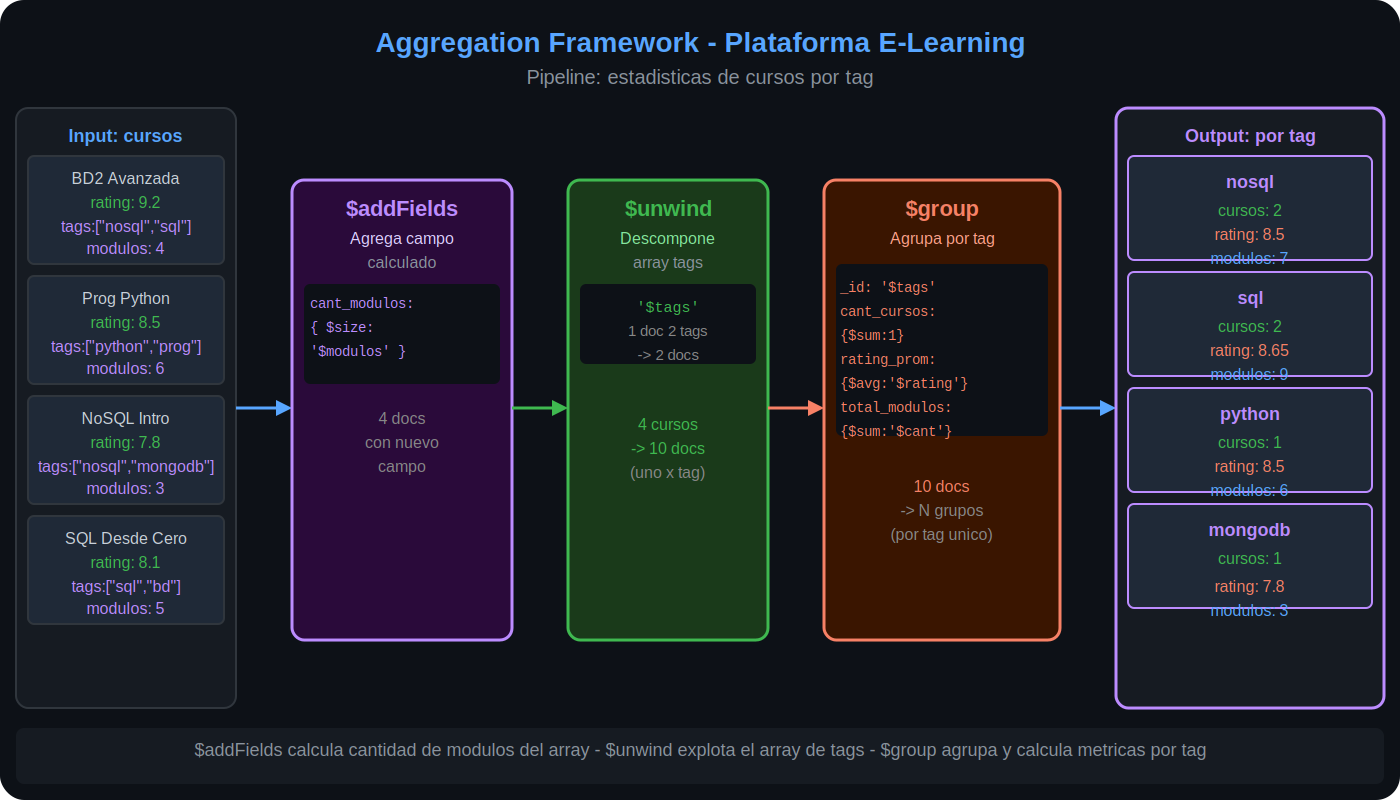 Aggregation Framework - Plataforma E-Learning
Pipeline: estadisticas de cursos por tag
Input: cursos
BD2 Avanzada
rating: 9.2
tags:["nosql","sql"]
modulos: 4
Prog Python
rating: 8.5
tags:["python","prog"]
modulos: 6
NoSQL Intro
rating: 7.8
tags:["nosql","mongodb"]
modulos: 3
SQL Desde Cero
rating: 8.1
tags:["sql","bd"]
modulos: 5
$addFields
Agrega campo
calculado
cant_modulos:
{ $size:
'$modulos' }
4 docs
con nuevo
campo
$unwind
Descompone
array tags
'$tags'
1 doc 2 tags
-> 2 docs
4 cursos
-> 10 docs
(uno x tag)
$group
Agrupa por tag
_id: '$tags'
cant_cursos:
{$sum:1}
rating_prom:
{$avg:'$rating'}
total_modulos:
{$sum:'$cant'}
10 docs
-> N grupos
(por tag unico)
Output: por tag
nosql
cursos: 2
rating: 8.5
modulos: 7
sql
cursos: 2
rating: 8.65
modulos: 9
python
cursos: 1
rating: 8.5
modulos: 6
mongodb
cursos: 1
rating: 7.8
modulos: 3
$addFields calcula cantidad de modulos del array - $unwind explota el array de tags - $group agrupa y calcula metricas por tag